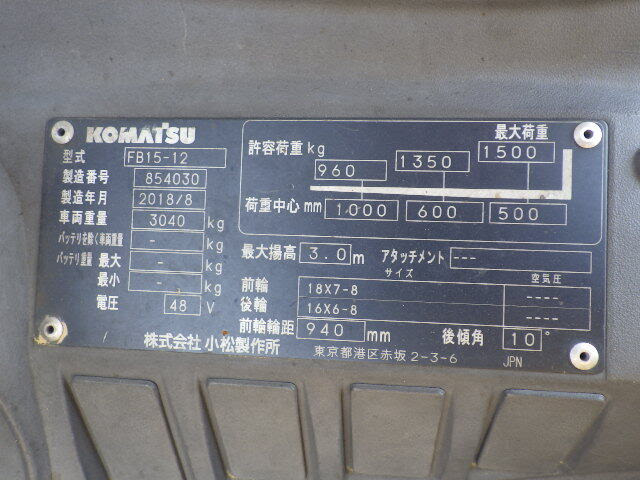 KOMATSU
型式 FB15-12
製造番号 854030
製造年月 2018/8
車両重量 3040 kg
バッテリを除く車両重量 - kg
バッテリ重量 最大 - kg
最小 - kg
電圧 48 V
最大荷重
許容荷重 kg 960 1350 1500
荷重中心 mm 1000 600 500
最大揚高 3.0 m アタッチメント ---
サイズ 空気圧
前輪 18X7-8 ----
後輪 16X6-8 ----
前輪輪距 940 mm 後傾角 10°
株式会社 小松製作所 東京都港区赤坂 2-3-6 JPN